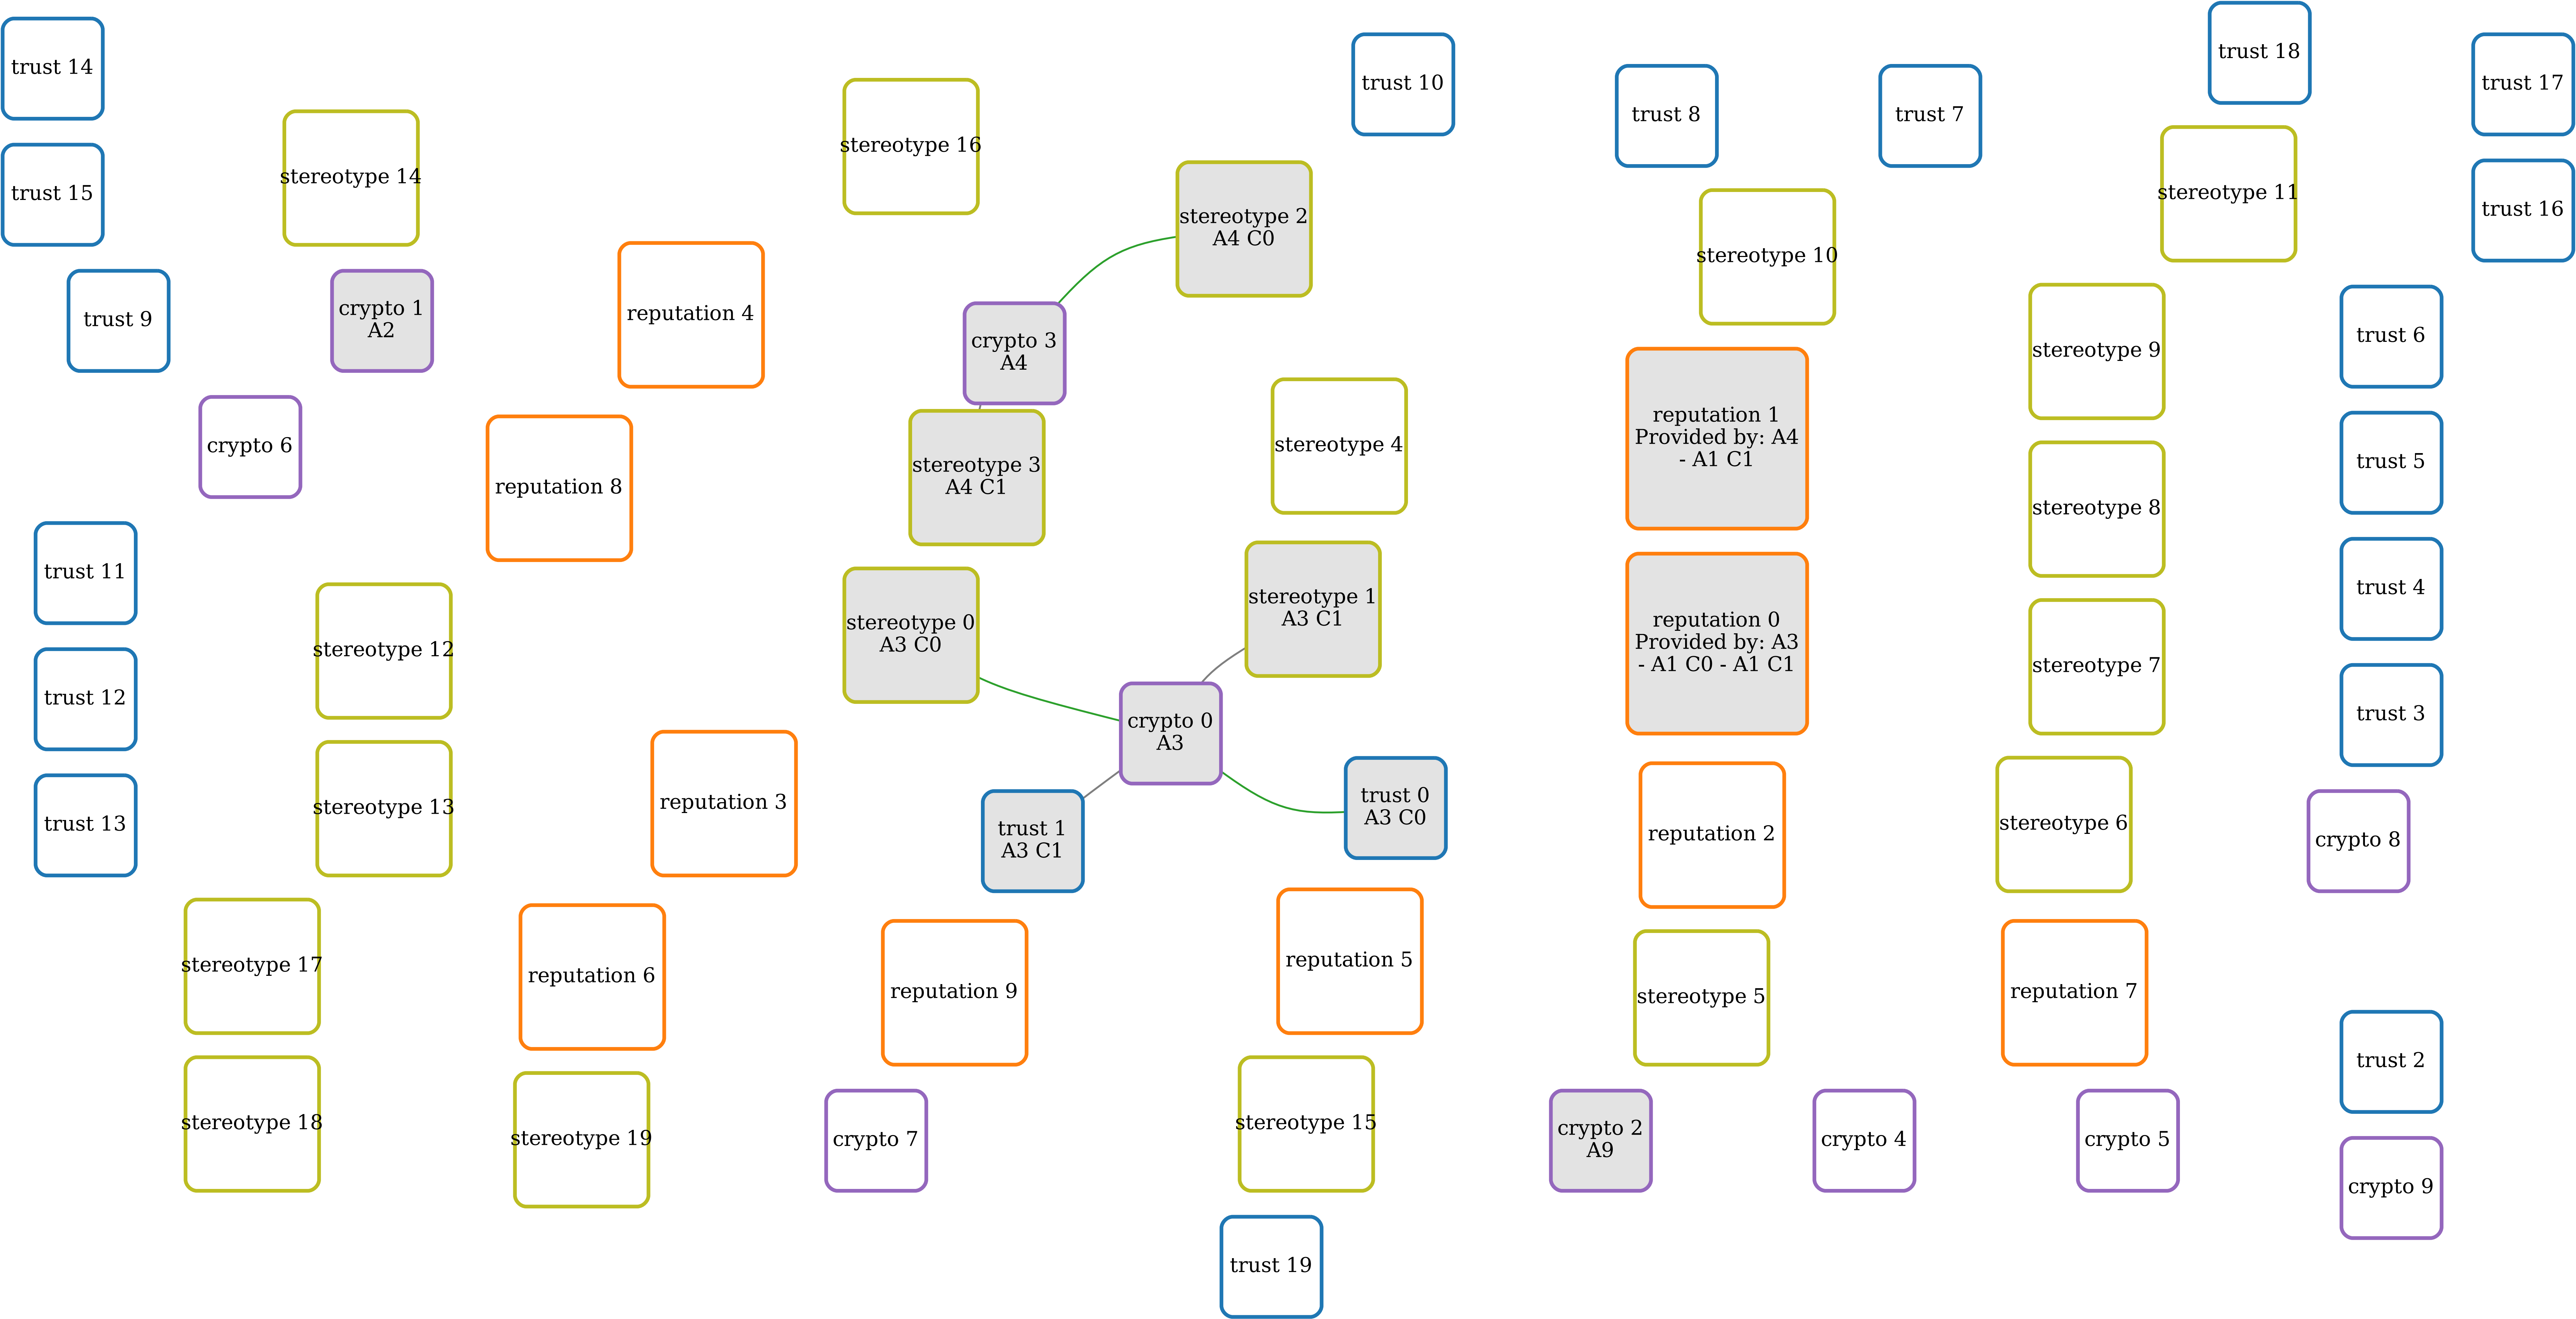 trust 18
trust 14
trust 10
trust 17
trust 8
trust 7
stereotype 16
stereotype 14
trust 15
stereotype 11
trust 16
stereotype 2
A4 C0
stereotype 10
trust 9
crypto 1
A2
reputation 4
crypto 3
A4
stereotype 9
trust 6
crypto 6
reputation 8
stereotype 3
A4 C1
stereotype 4
reputation 1
Provided by: A4
- A1 C1
stereotype 8
trust 5
trust 11
stereotype 12
stereotype 0
A3 C0
stereotype 1
A3 C1
reputation 0
Provided by: A3
- A1 C0 - A1 C1
trust 4
stereotype 7
trust 12
crypto 0
A3
trust 3
trust 13
stereotype 13
reputation 3
trust 1
A3 C1
trust 0
A3 C0
reputation 2
stereotype 6
crypto 8
stereotype 17
reputation 6
reputation 9
reputation 5
stereotype 5
reputation 7
trust 2
stereotype 18
stereotype 19
crypto 7
stereotype 15
crypto 2
A9
crypto 4
crypto 5
crypto 9
trust 19